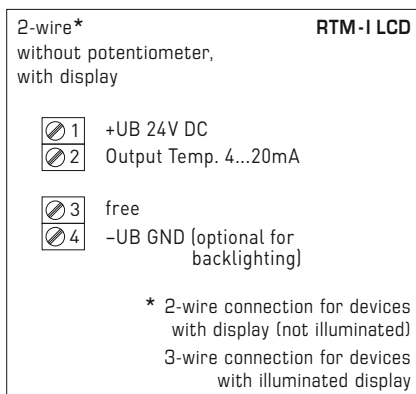 2-wire* RTM-I LCD
without potentiometer,
with display
1 +UB 24V DC
2 Output Temp. 4...20mA
3 free
4 –UB GND (optional for
backlighting)
* 2-wire connection for devices
with display (not illuminated)
3-wire connection for devices
with illuminated display